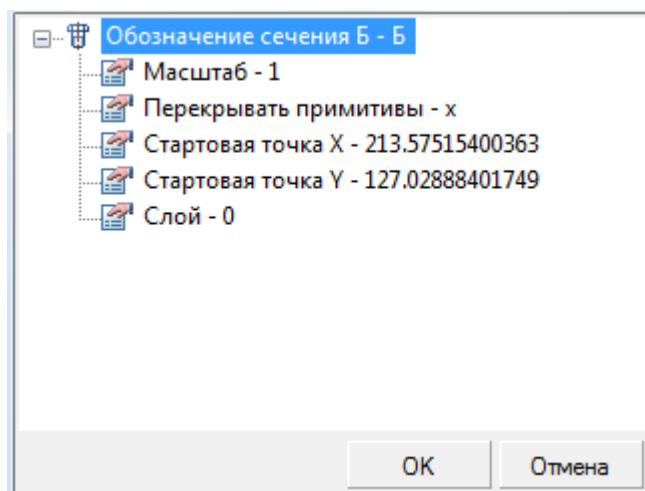 Обозначение сечения Б - Б
Масштаб - 1
Перекрывать примитивы - х
Стартовая точка X - 213.57515400363
Стартовая точка Y - 127.02888401749
Слой - 0
OK Отмена